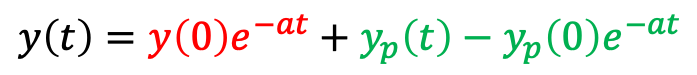 y(t) = y(0)e^{-at} + y_p(t) − y_p(0)e^{-at}